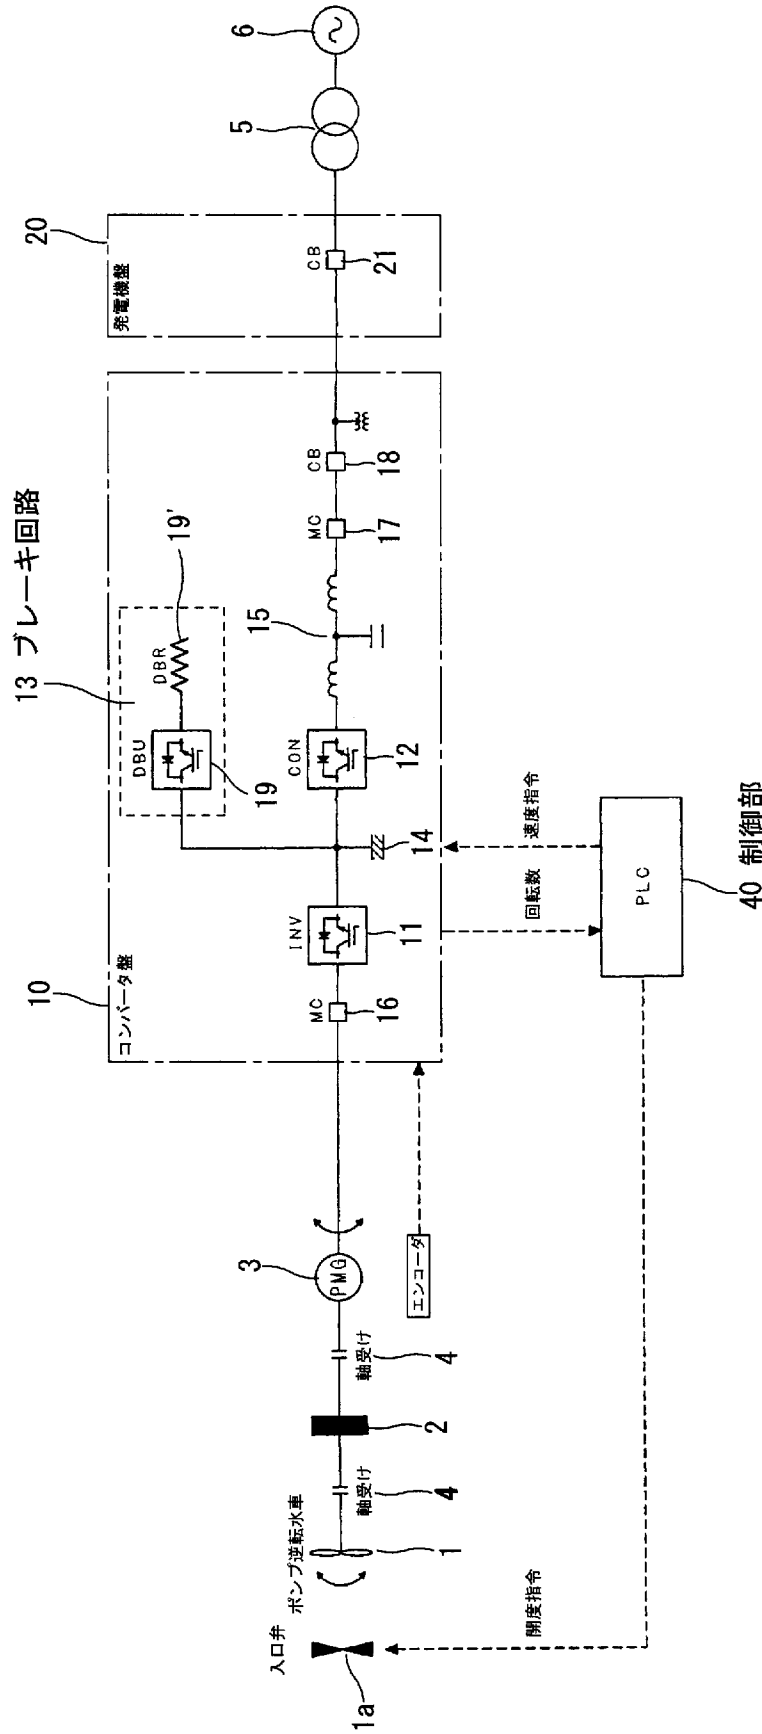 6
5
20
発電機盤
CB
21
13 ブレーキ回路
19'
DBR
DBU
19
CB
18
MC
17
15
CON
12
14
INV
11
MC
16
10
コンバータ盤
速度指令
回転数
PLC
40 制御部
3
PMG
エンコーダ
軸受け
4
2
軸受け
4
ポンプ逆転水車
1
入口弁
1a
開度指令